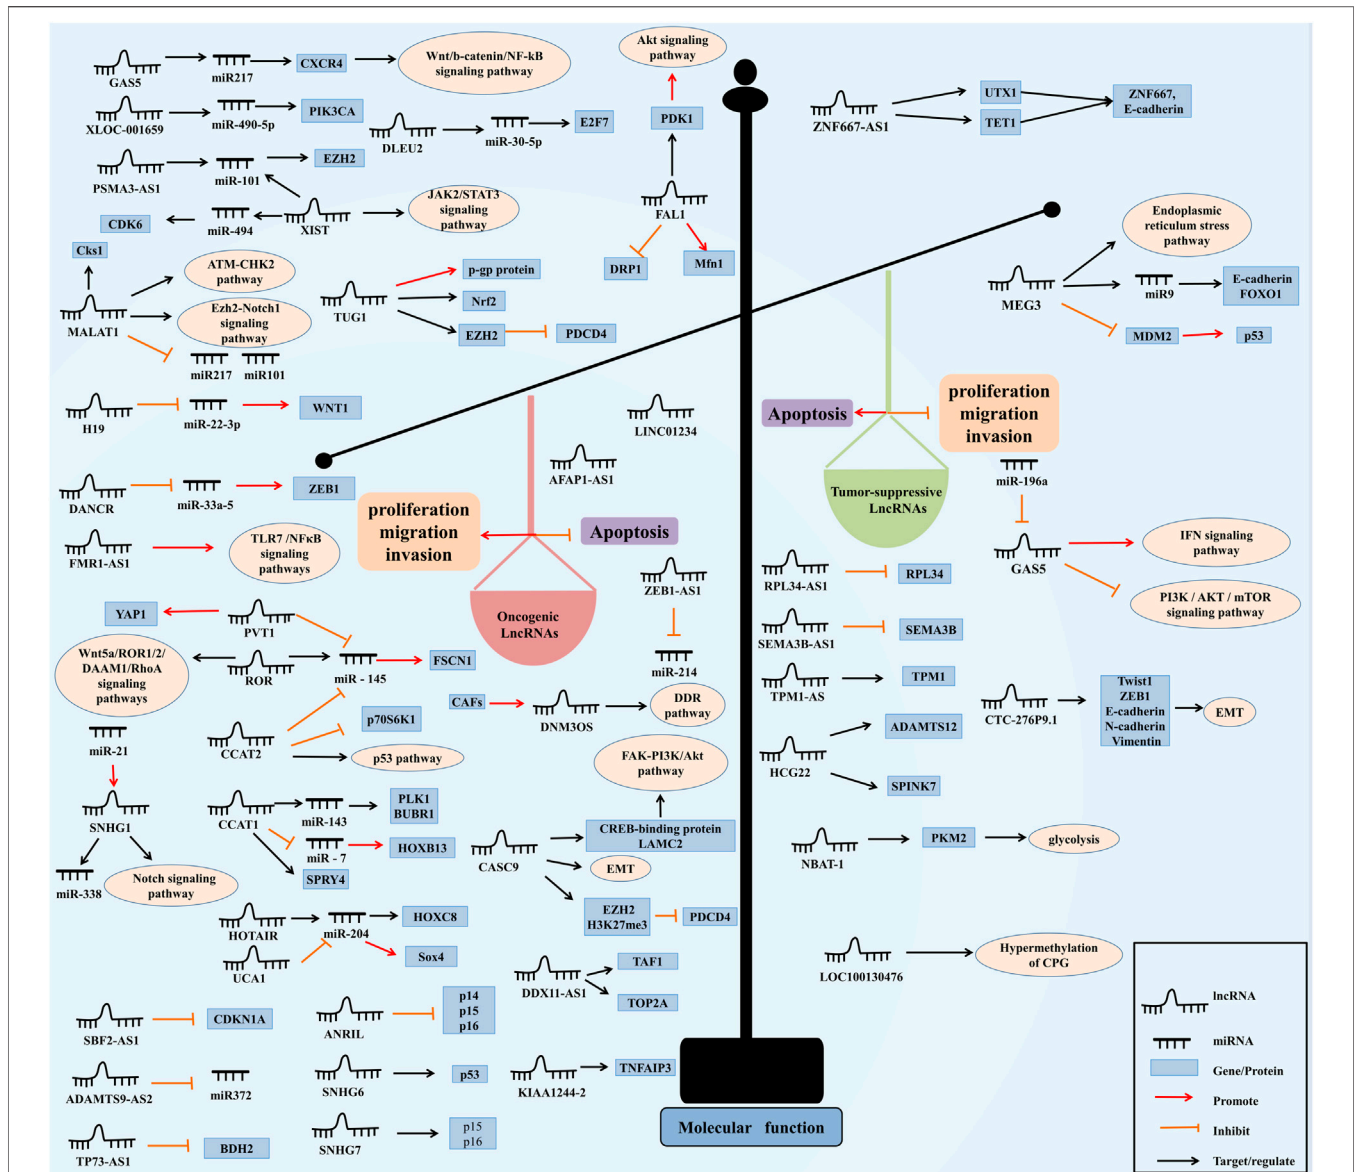 GAS5
miR217
CXCR4
Wnt/b-catenin/NF-kB
signaling pathway
XLOC-001659
miR-490-5p
PIK3CA
DLEU2
miR-30-5p
E2F7
PSMA3-AS1
miR-101
EZH2
CDK6
miR-494
XIST
JAK2/STAT3
signaling
pathway
Cks1
MALAT1
ATM-CHK2
pathway
Ezh2-Notch1
signaling
pathway
miR217
miR101
TUG1
p-gp protein
Nrf2
EZH2
PDCD4
Akt signaling
pathway
PDK1
FAL1
DRP1
Mfn1
H19
miR-22-3p
WNT1
DANCR
miR-33a-5
ZEB1
FMR1-AS1
TLR7 /NFκB
signaling
pathways
LINC01234
AFAP1-AS1
proliferation
migration
invasion
Apoptosis
Oncogenic
LncRNAs
ZEB1-AS1
miR-214
YAP1
PVT1
Wnt5a/ROR1/2/
DAAM1/RhoA
signaling
pathways
ROR
miR - 145
FSCN1
CCAT2
p70S6K1
p53 pathway
CAFs
DNM3OS
DDR
pathway
miR-21
SNHG1
miR-338
Notch signaling
pathway
CCAT1
miR-143
PLK1
BUBR1
miR - 7
HOXB13
SPRY4
FAK-PI3K/Akt
pathway
CASC9
CREB-binding protein
LAMC2
EMT
EZH2
H3K27me3
PDCD4
HOTAIR
miR-204
HOXC8
UCA1
Sox4
DDX11-AS1
TAF1
TOP2A
SBF2-AS1
CDKN1A
ANRIL
p14
p15
p16
ADAMTS9-AS2
miR372
SNHG6
p53
KIAA1244-2
TNFAIP3
TP73-AS1
BDH2
SNHG7
p15
p16
Molecular function
ZNF667-AS1
UTX1
TET1
ZNF667,
E-cadherin
MEG3
Endoplasmic
reticulum stress
pathway
miR9
E-cadherin
FOXO1
MDM2
p53
Apoptosis
proliferation
migration
invasion
Tumor-suppressive
LncRNAs
miR-196a
GAS5
IFN signaling
pathway
PI3K / AKT / mTOR
signaling pathway
RPL34-AS1
RPL34
SEMA3B-AS1
SEMA3B
TPM1-AS
TPM1
HCG22
ADAMTS12
SPINK7
CTC-276P9.1
Twist1
ZEB1
E-cadherin
N-cadherin
Vimentin
EMT
NBAT-1
PKM2
glycolysis
LOC100130476
Hypermethylation
of CPG
lncRNA
miRNA
Gene/Protein
Promote
Inhibit
Target/regulate